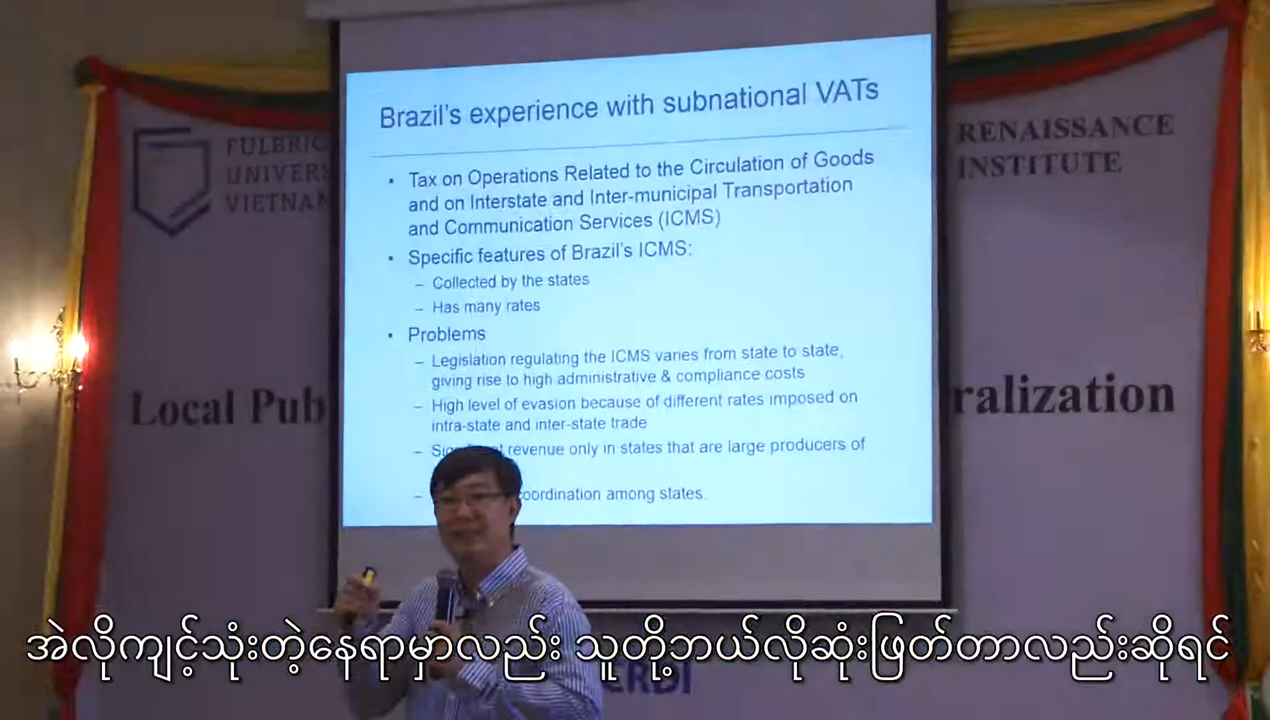 Brazil's experience with subnational VATs
FULBRIG
UNIVERS
VIETNAM
RENAISSANCE
INSTITUTE
• Tax on Operations Related to the Circulation of Goods
and on Interstate and Inter-municipal Transportation
and Communication Services (ICMS)
• Specific features of Brazil's ICMS:
– Collected by the states
– Has many rates
• Problems
– Legislation regulating the ICMS varies from state to state,
giving rise to high administrative & compliance costs
– High level of evasion because of different rates imposed on
intra-state and inter-state trade
– revenue only in states that are large producers of
– coordination among states
Local Pub
ralization
အဲလိုကျင့်သုံးတဲ့နေရာမှာလည်း သူတို့ဘယ်လိုဆုံးဖြတ်တာလည်းဆိုရင်
CRDI